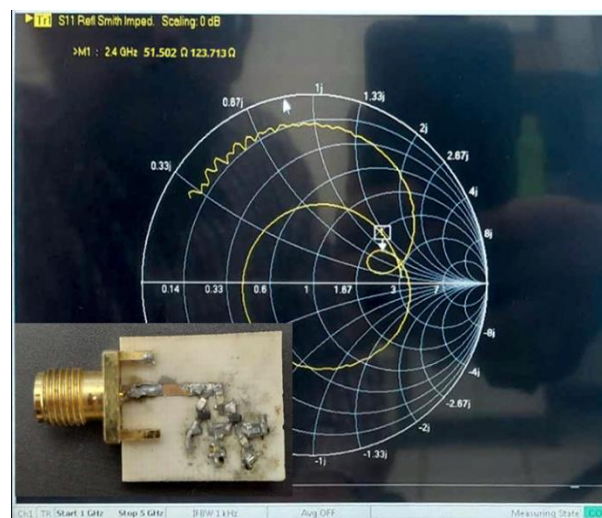 Tr1 S11 Refl Smith Imped. Scaling: 0 dB
>M1 : 2.4 GHz 51.502 Ω 123.713 Ω
0.67j 1j 1.33j
2j
0.33j 2.67j
4j
8j
1
0.14 0.33 0.6 1 1.67 3 7
-8j
-4j
-2.67j
-2j
-1j -1.33j
Ch1 TR Start 1 GHz Stop 5 GHz IFBW 1 kHz Avg OFF Measuring State